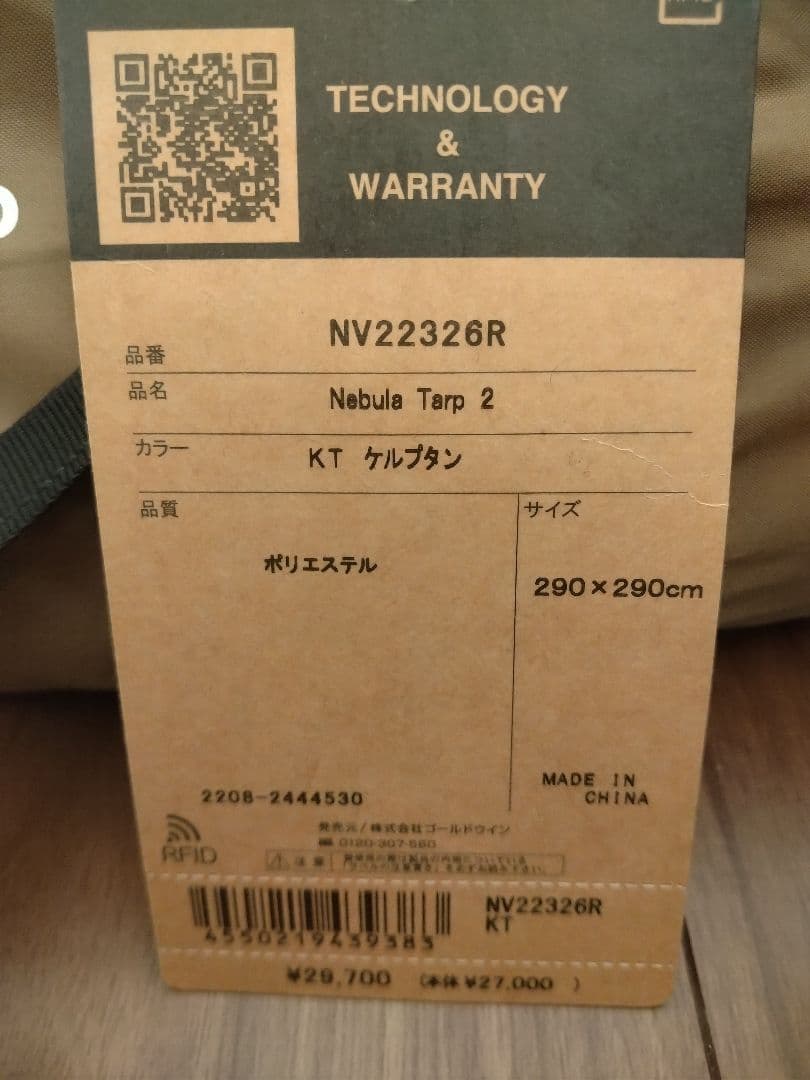 TECHNOLOGY
&
WARRANTY
品番 NV22326R
品名 Nebula Tarp 2
カラー KT ケルプタン
品質 サイズ
ポリエステル
290×290cm
MADE IN
CHINA
2208-2444530
発売元/株式会社ゴールドウイン
0120-307-560
RFID
注意
NV22326R
KT
4550219439383
¥29,700 (本体¥27,000 )